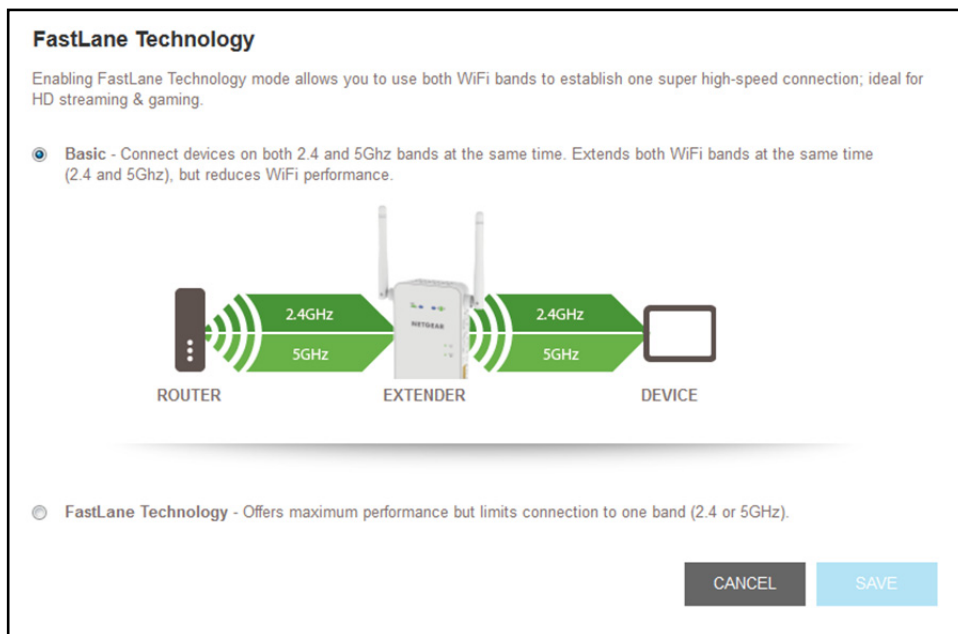 FastLane Technology
Enabling FastLane Technology mode allows you to use both WiFi bands to establish one super high-speed connection; ideal for
HD streaming & gaming.
Basic - Connect devices on both 2.4 and 5Ghz bands at the same time. Extends both WiFi bands at the same time
(2.4 and 5Ghz), but reduces WiFi performance.
2.4GHz
5GHz
NETGEAR
2.4GHz
5GHz
ROUTER
EXTENDER
DEVICE
FastLane Technology - Offers maximum performance but limits connection to one band (2.4 or 5GHz).
CANCEL
SAVE